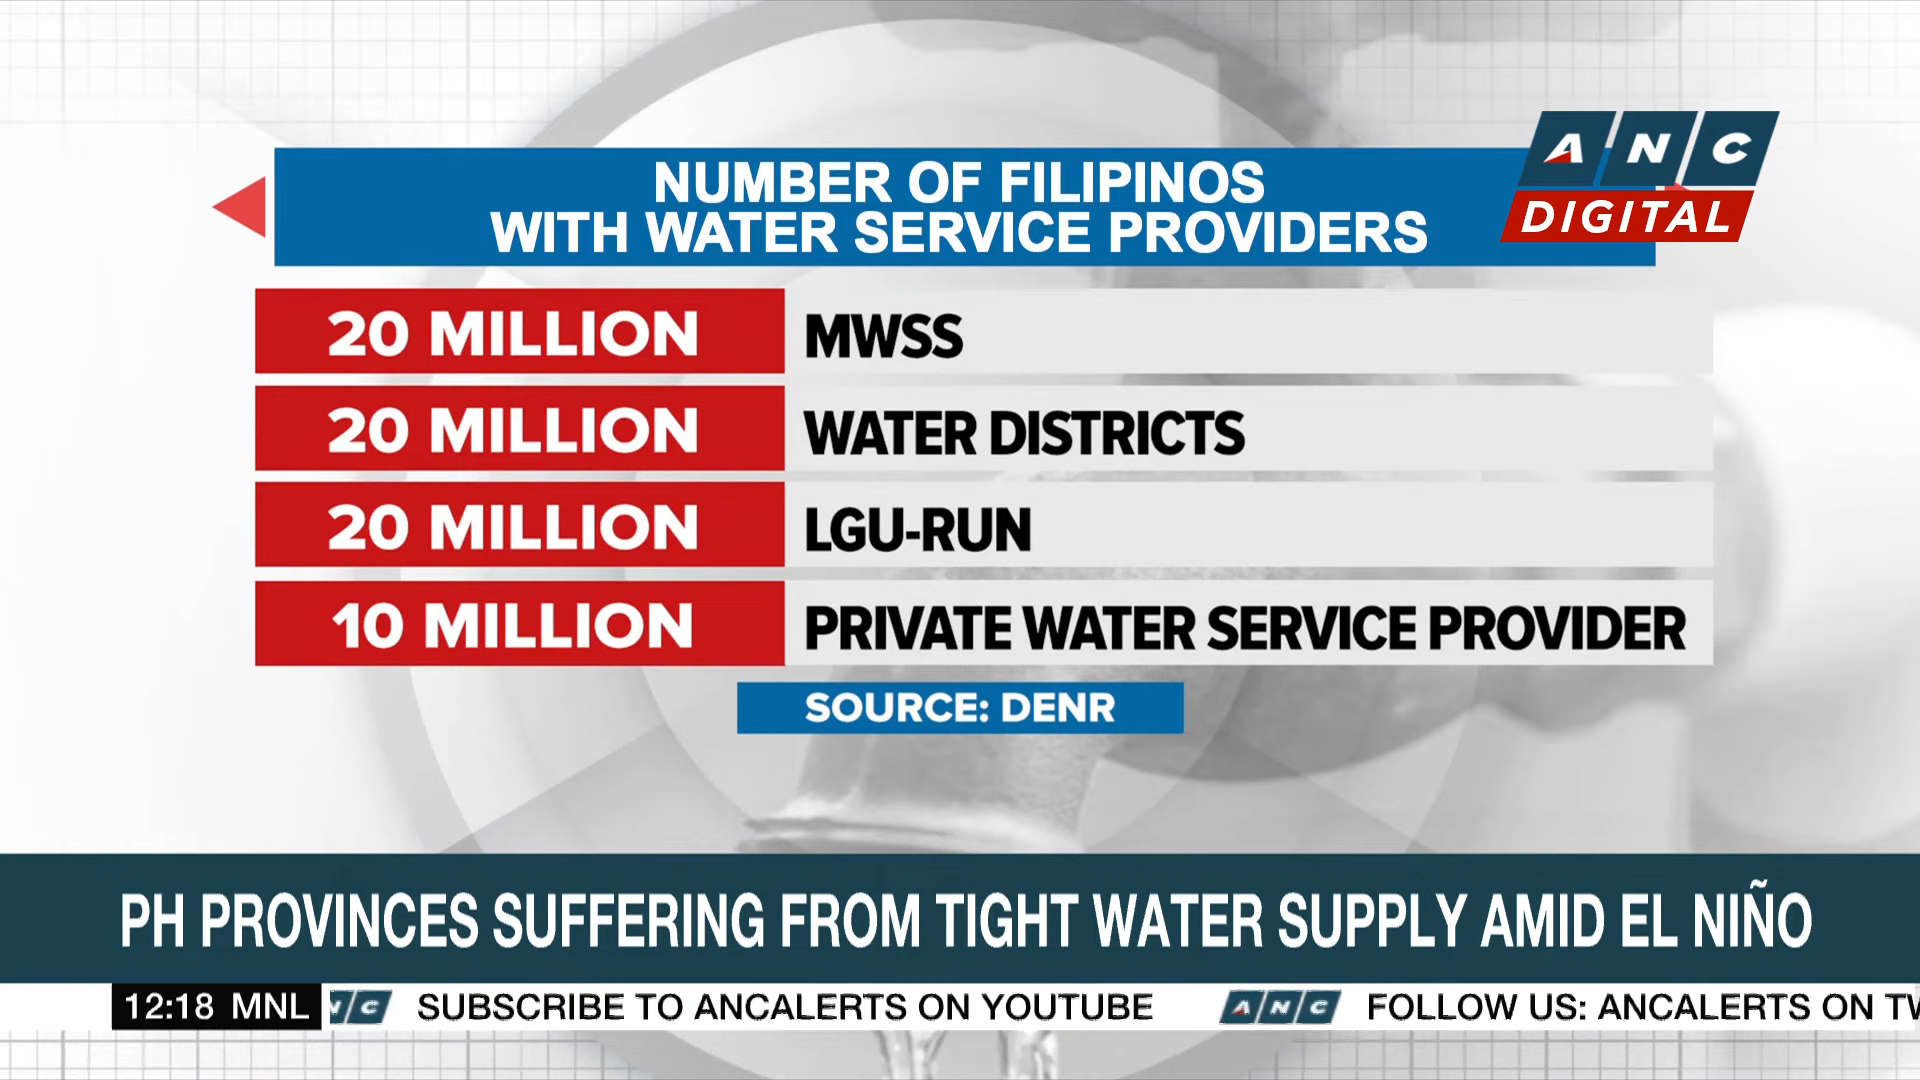 ANC
DIGITAL
NUMBER OF FILIPINOS
WITH WATER SERVICE PROVIDERS
20 MILLION MWSS
20 MILLION WATER DISTRICTS
20 MILLION LGU-RUN
10 MILLION PRIVATE WATER SERVICE PROVIDER
SOURCE: DENR
PH PROVINCES SUFFERING FROM TIGHT WATER SUPPLY AMID EL NIÑO
12:18 MNL NC SUBSCRIBE TO ANCALERTS ON YOUTUBE ANC FOLLOW US: ANCALERTS ON TW